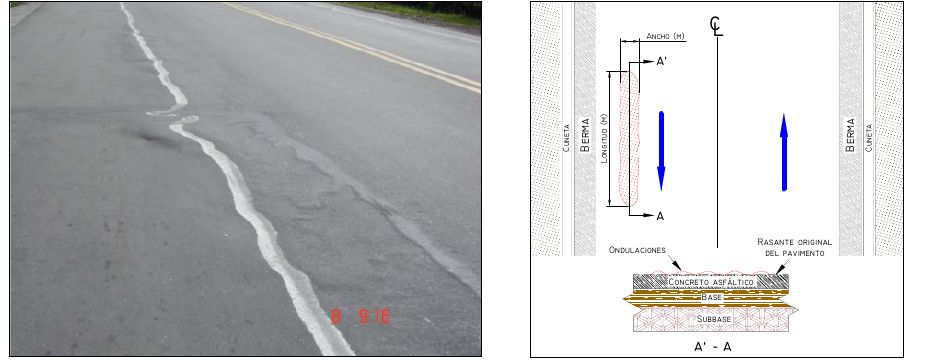 8 9:16
℄
ANCHO (M)
A'
LONGITUD (M)
A
CUNETA
BERMA
BERMA
CUNETA
ONDULACIONES
RASANTE ORIGINAL
DEL PAVIMENTO
CONCRETO ASFÁLTICO
BASE
SUBBASE
A' - A